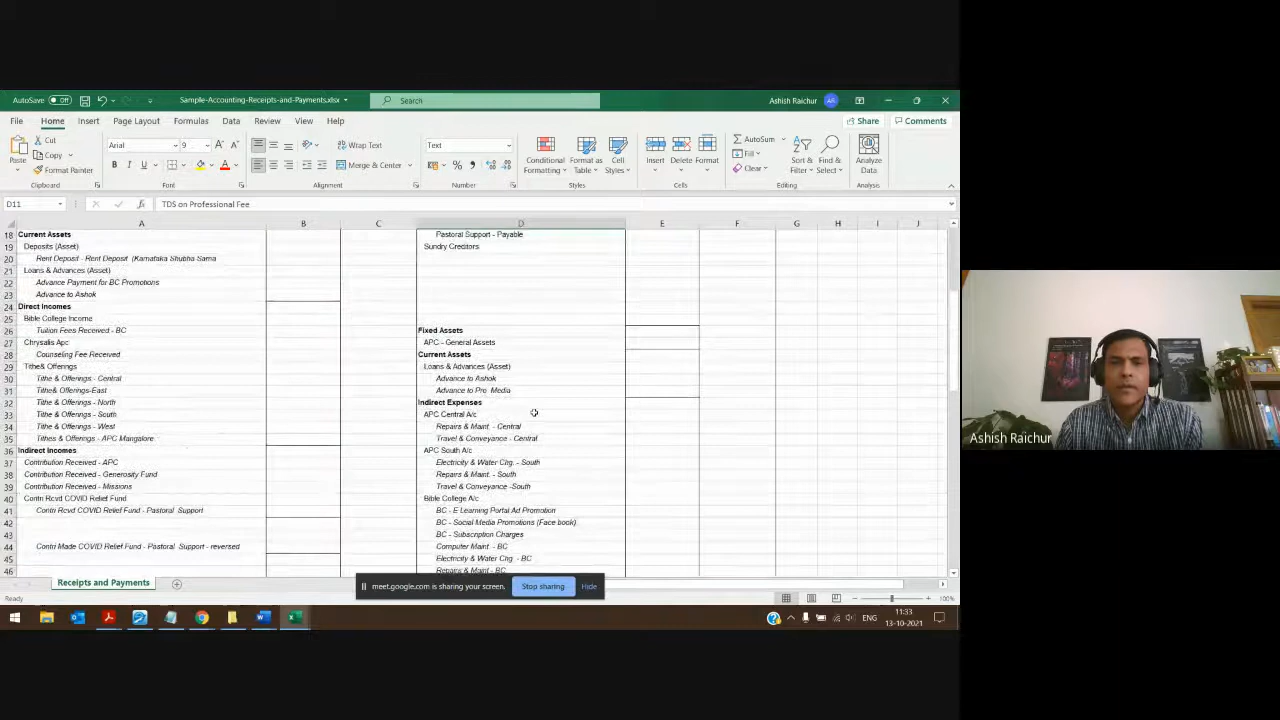 AutoSave Off
Sample-Accounting-Receipts-and-Payments.xlsx
Search
Ashish Raichur AR
File Home Insert Page Layout Formulas Data Review View Help
Share Comments
Cut
Copy
Format Painter
Paste
Clipboard
Arial 9
B I U
Font
Wrap Text
Merge & Center
Alignment
Text
Number
Conditional Formatting
Format as Table
Cell Styles
Styles
Insert Delete Format
Cells
AutoSum
Fill
Clear
Sort & Filter
Find & Select
Editing
Analyze Data
Analysis
D11 fx TDS on Professional Fee
A B C D E F G H I J
18 Current Assets Pastoral Support - Payable
19 Deposits (Asset) Sundry Creditors
20 Rent Deposit - Rent Deposit (Karnataka Shubha Sama
21 Loans & Advances (Asset)
22 Advance Payment for BC Promotions
23 Advance to Ashok
24 Direct Incomes
25 Bible College Income
26 Tuition Fees Received - BC Fixed Assets
27 Chrysalis Apc APC - General Assets
28 Counseling Fee Received Current Assets
29 Tithe& Offerings Loans & Advances (Asset)
30 Tithe & Offerings - Central Advance to Ashok
31 Tithe& Offerings-East Advance to Pro Media
32 Tithe & Offerings - North Indirect Expenses
33 Tithe & Offerings - South APC Central A/c
34 Tithe & Offerings - West Repairs & Maint. - Central
35 Tithes & Offerings - APC Mangalore Travel & Conveyance - Central
36 Indirect Incomes APC South A/c
37 Contribution Received - APC Electricity & Water Chg. - South
38 Contribution Received - Generosity Fund Repairs & Maint. - South
39 Contribution Received - Missions Travel & Conveyance -South
40 Contri Rcvd COVID Relief Fund Bible College A/c
41 Contri Rcvd COVID Relief Fund - Pastoral Support BC - E Learning Portal Ad Promotion
42 BC - Social Media Promotions (Face book)
43 BC - Subscription Charges
44 Contri Made COVID Relief Fund - Pastoral Support - reversed Computer Maint - BC
45 Electricity & Water Chg - BC
46 Repairs & Maint - BC
Receipts and Payments
meet.google.com is sharing your screen. Stop sharing Hide
Ready
100%
ENG
11:33
13-10-2021
Ashish Raichur